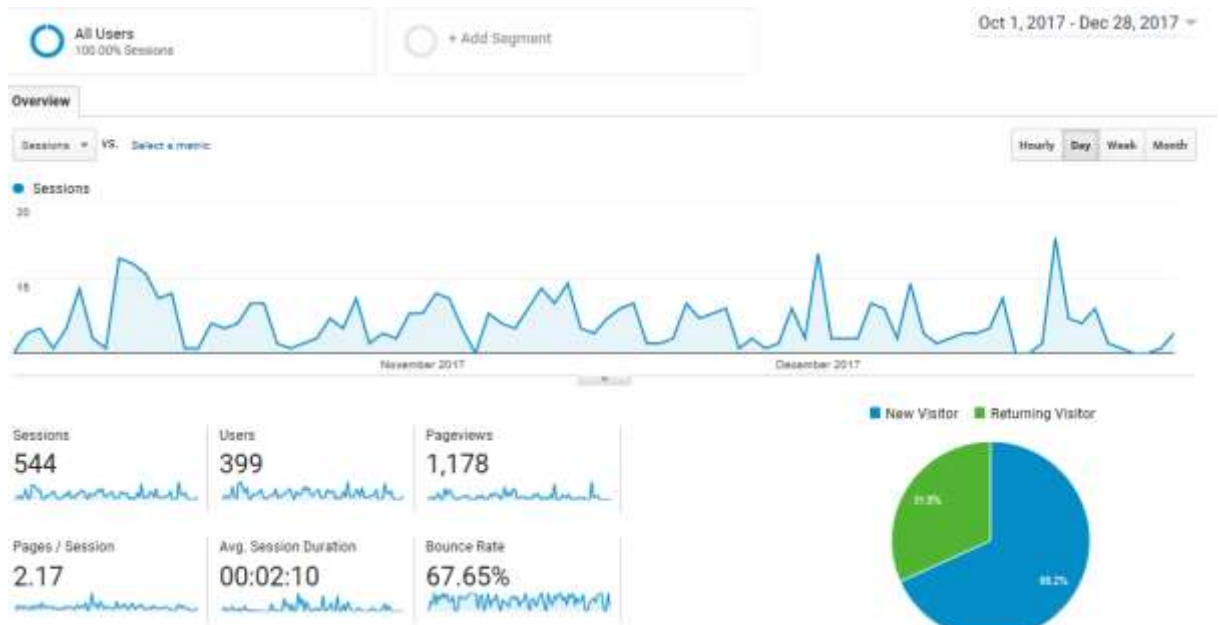 All Users
100.00% Sessions
+ Add Segment
Oct 1, 2017 - Dec 28, 2017
Overview
Sessions VS. Select a metric
Hourly Day Week Month
Sessions
20
November 2017
December 2017
New Visitor Returning Visitor
Sessions
544
Users
399
Pageviews
1,178
Pages / Session
2.17
Avg. Session Duration
00:02:10
Bounce Rate
67.65%